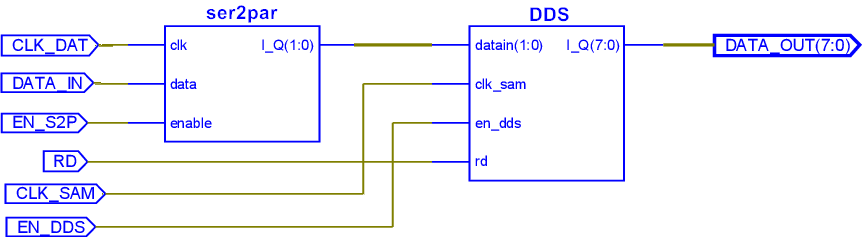 ser2par
DDS
CLK_DAT
clk
I_Q(1:0)
datain(1:0)
I_Q(7:0)
DATA_OUT(7:0)
DATA_IN
data
clk_sam
EN_S2P
enable
en_dds
RD
rd
CLK_SAM
EN_DDS